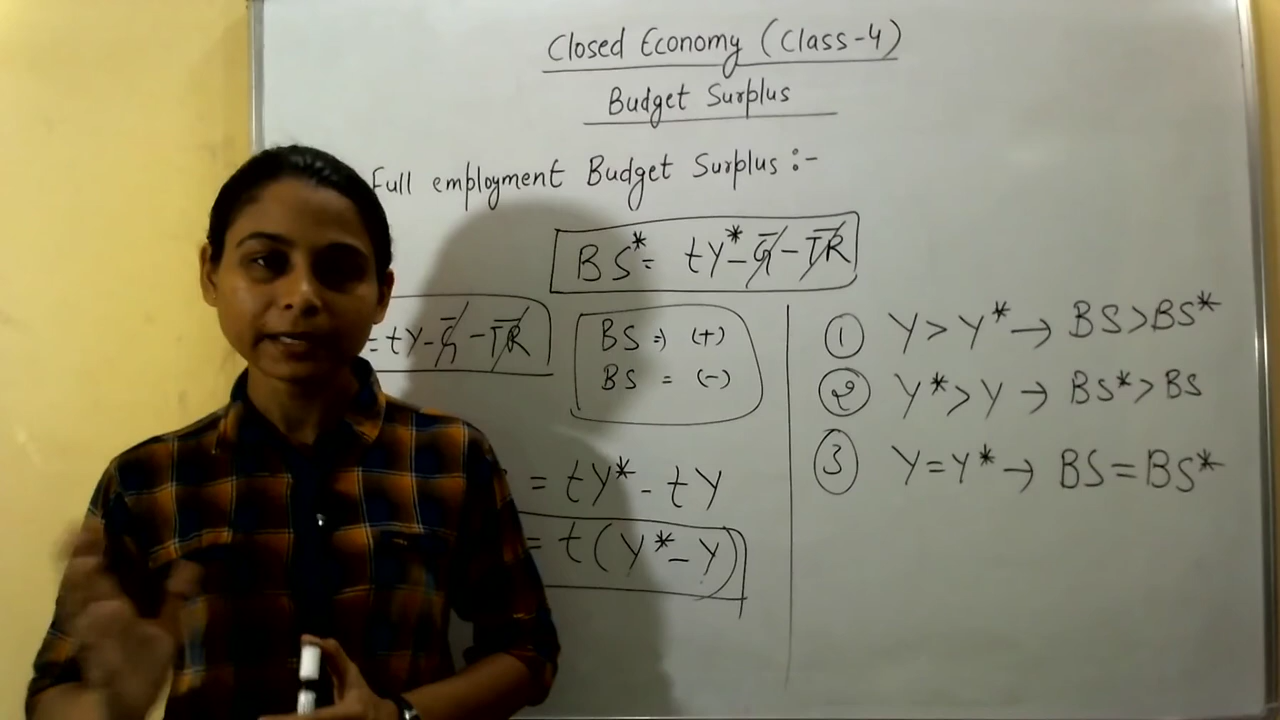 Closed Economy (Class-4)
Budget Surplus
Full employment Budget Surplus :-
BS* = tY* - G̅ - T̅R̅
= tY - G̅ - T̅R̅
BS ⇒ (+)
BS = (-)
= tY* - tY
= t(Y* - Y)
① Y > Y* → BS > BS*
② Y* > Y → BS* > BS
③ Y = Y* → BS = BS*